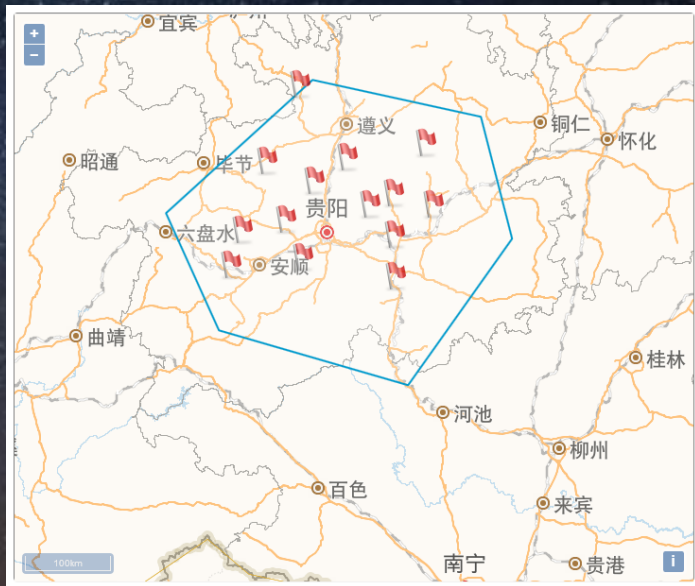 宜宾
+
−
遵义
铜仁
怀化
昭通
毕节
贵阳
六盘水
安顺
曲靖
桂林
河池
柳州
百色
来宾
100km
南宁
贵港
i